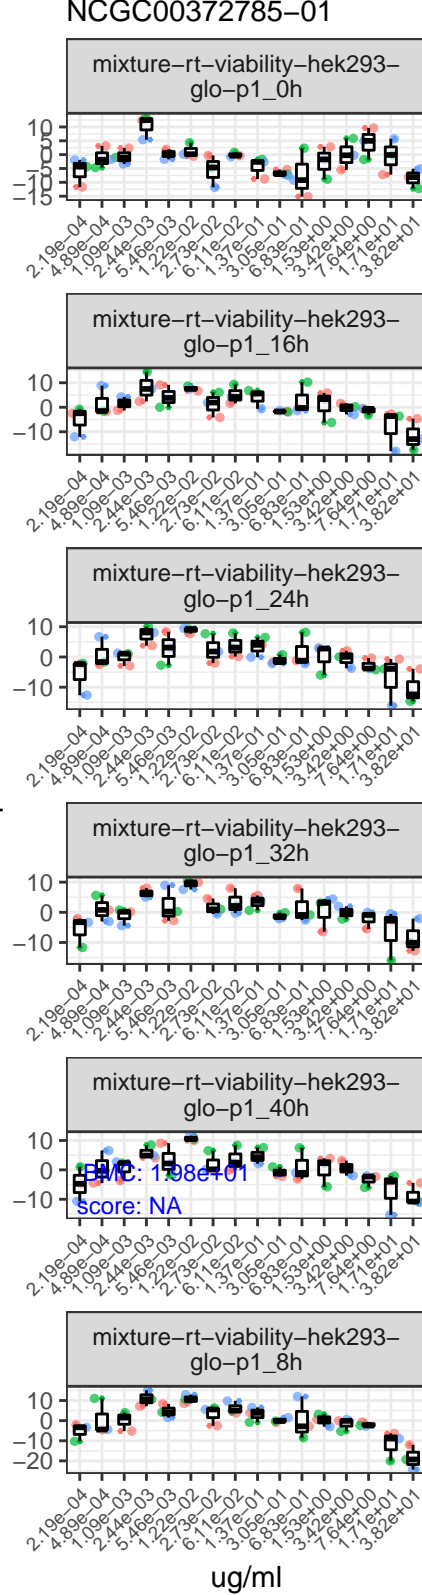 NCGC00372785−01
mixture−rt−viability−hek293−
glo−p1_0h
10
5
0
−5
−10
−15
2.19e−04
4.89e−04
1.09e−03
2.44e−03
5.46e−03
1.22e−02
2.73e−02
6.11e−02
1.37e−01
3.05e−01
6.83e−01
1.53e+00
3.42e+00
7.64e+00
1.71e+01
3.82e+01
mixture−rt−viability−hek293−
glo−p1_16h
10
0
−10
2.19e−04
4.89e−04
1.09e−03
2.44e−03
5.46e−03
1.22e−02
2.73e−02
6.11e−02
1.37e−01
3.05e−01
6.83e−01
1.53e+00
3.42e+00
7.64e+00
1.71e+01
3.82e+01
mixture−rt−viability−hek293−
glo−p1_24h
10
0
−10
2.19e−04
4.89e−04
1.09e−03
2.44e−03
5.46e−03
1.22e−02
2.73e−02
6.11e−02
1.37e−01
3.05e−01
6.83e−01
1.53e+00
3.42e+00
7.64e+00
1.71e+01
3.82e+01
mixture−rt−viability−hek293−
glo−p1_32h
10
0
−10
2.19e−04
4.89e−04
1.09e−03
2.44e−03
5.46e−03
1.22e−02
2.73e−02
6.11e−02
1.37e−01
3.05e−01
6.83e−01
1.53e+00
3.42e+00
7.64e+00
1.71e+01
3.82e+01
mixture−rt−viability−hek293−
glo−p1_40h
10
0
−10
BMC: 1.98e+01
score: NA
2.19e−04
4.89e−04
1.09e−03
2.44e−03
5.46e−03
1.22e−02
2.73e−02
6.11e−02
1.37e−01
3.05e−01
6.83e−01
1.53e+00
3.42e+00
7.64e+00
1.71e+01
3.82e+01
mixture−rt−viability−hek293−
glo−p1_8h
10
0
−10
−20
2.19e−04
4.89e−04
1.09e−03
2.44e−03
5.46e−03
1.22e−02
2.73e−02
6.11e−02
1.37e−01
3.05e−01
6.83e−01
1.53e+00
3.42e+00
7.64e+00
1.71e+01
3.82e+01
ug/ml